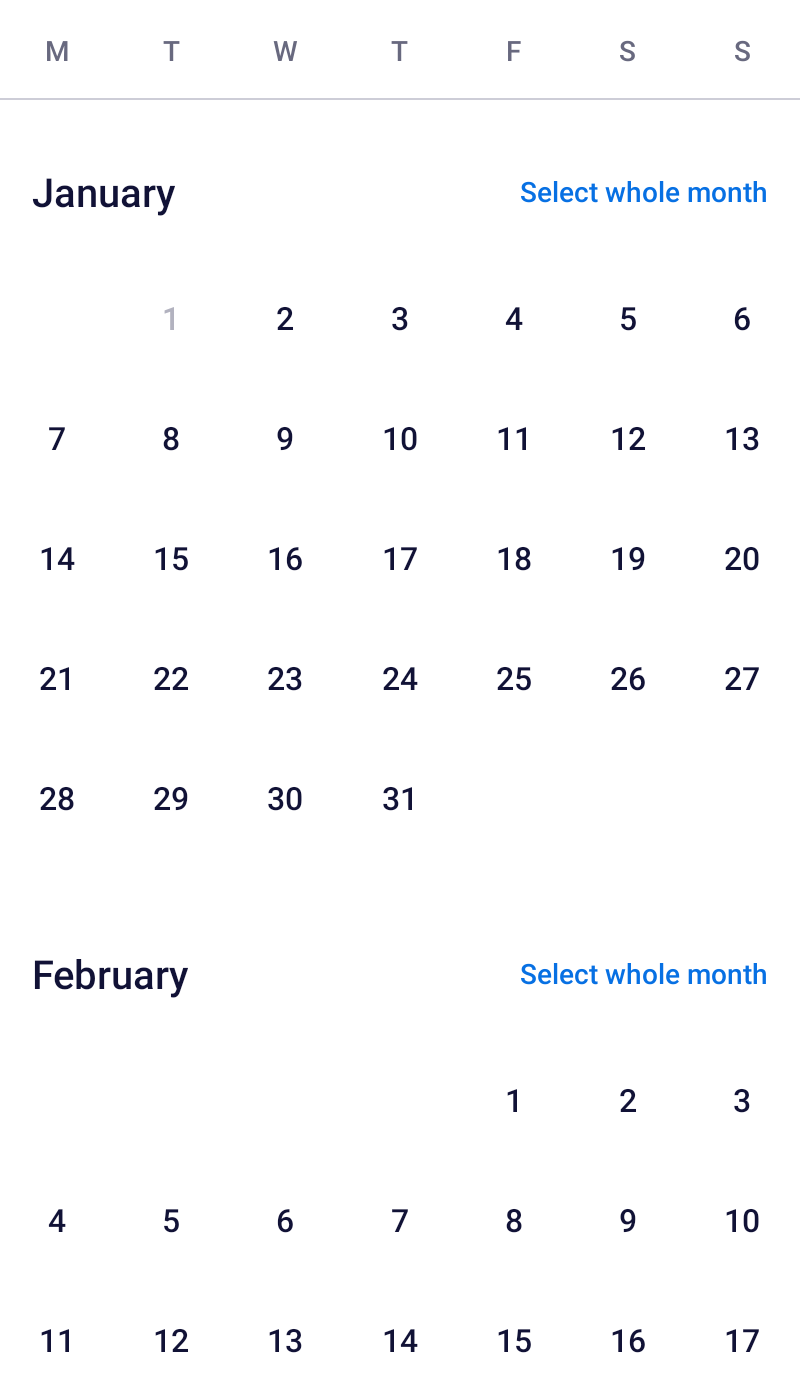 M T W T F S S
January Select whole month
1 2 3 4 5 6
7 8 9 10 11 12 13
14 15 16 17 18 19 20
21 22 23 24 25 26 27
28 29 30 31
February Select whole month
1 2 3
4 5 6 7 8 9 10
11 12 13 14 15 16 17